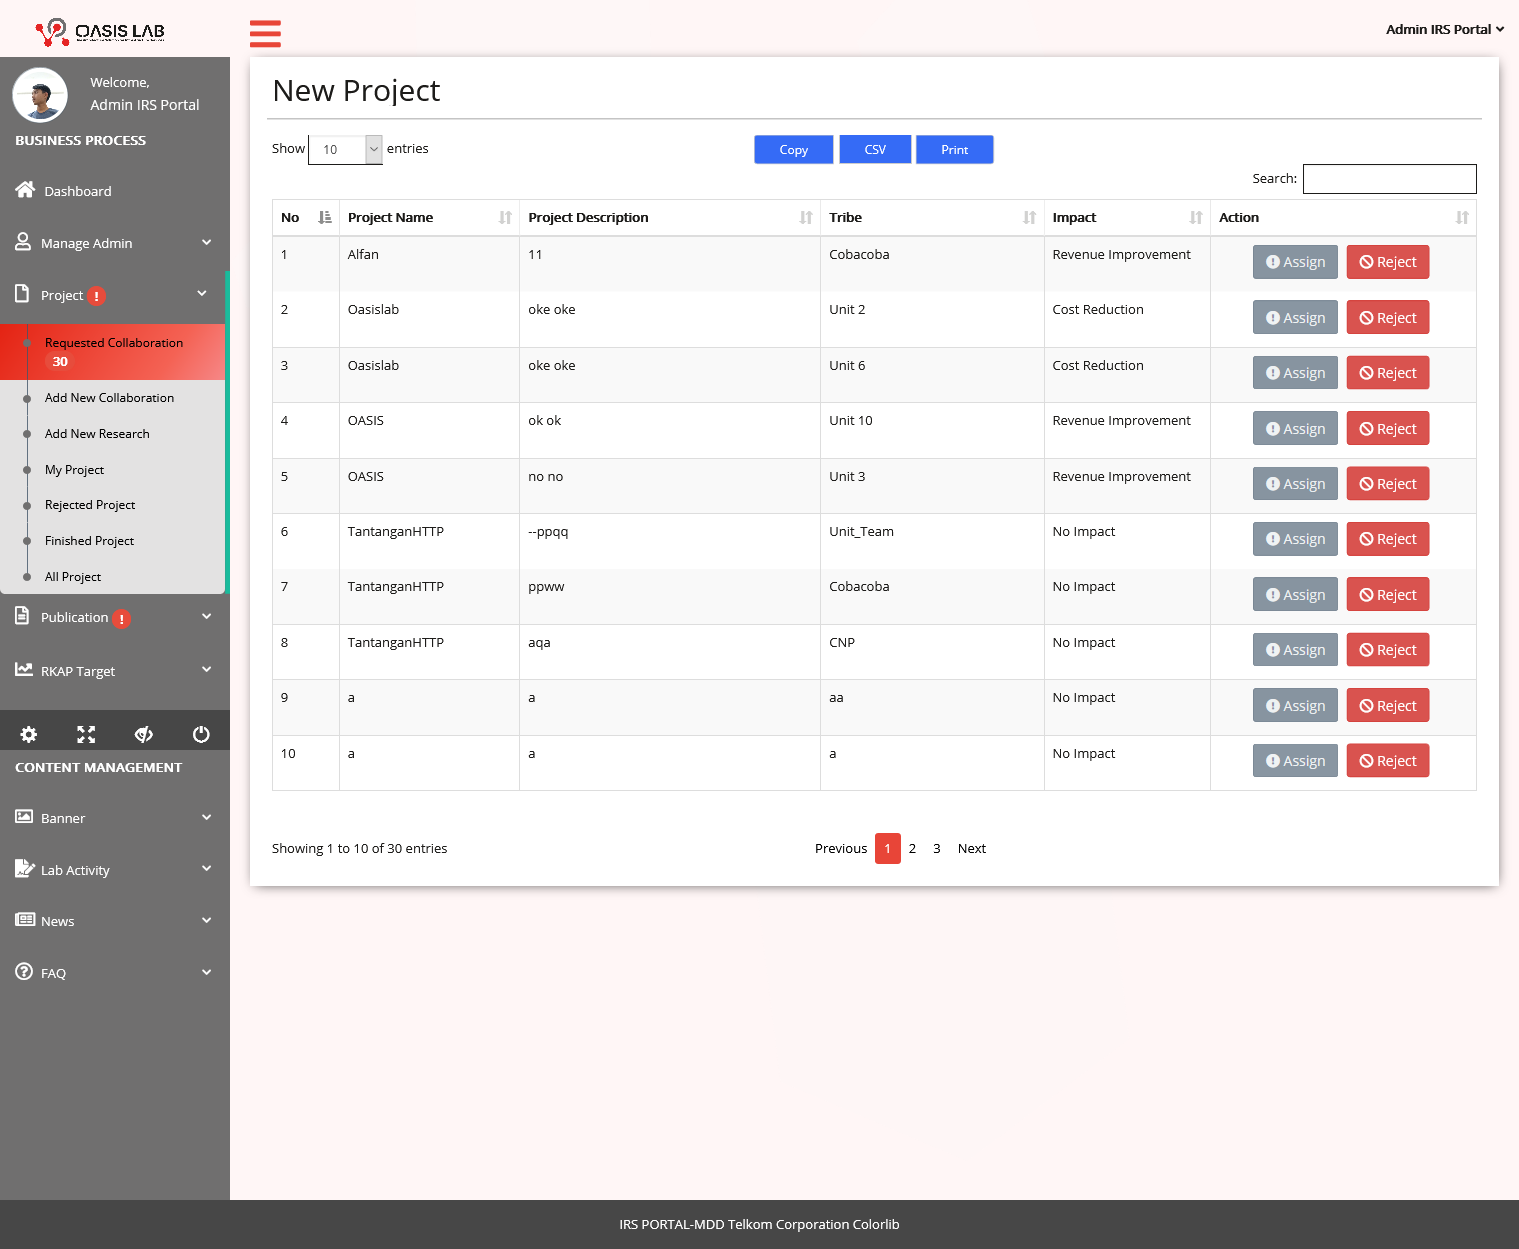 OASIS LAB
Admin IRS Portal
Welcome,
Admin IRS Portal
BUSINESS PROCESS
Dashboard
Manage Admin
Project !
Requested Collaboration
30
Add New Collaboration
Add New Research
My Project
Rejected Project
Finished Project
All Project
Publication !
RKAP Target
CONTENT MANAGEMENT
Banner
Lab Activity
News
FAQ
New Project
Show 10 entries
Copy CSV Print
Search:
No Project Name Project Description Tribe Impact Action
1 Alfan 11 Cobacoba Revenue Improvement Assign Reject
2 Oasislab oke oke Unit 2 Cost Reduction Assign Reject
3 Oasislab oke oke Unit 6 Cost Reduction Assign Reject
4 OASIS ok ok Unit 10 Revenue Improvement Assign Reject
5 OASIS no no Unit 3 Revenue Improvement Assign Reject
6 TantanganHTTP --ppqq Unit_Team No Impact Assign Reject
7 TantanganHTTP ppww Cobacoba No Impact Assign Reject
8 TantanganHTTP aqa CNP No Impact Assign Reject
9 a a aa No Impact Assign Reject
10 a a a No Impact Assign Reject
Showing 1 to 10 of 30 entries
Previous 1 2 3 Next
IRS PORTAL-MDD Telkom Corporation Colorlib